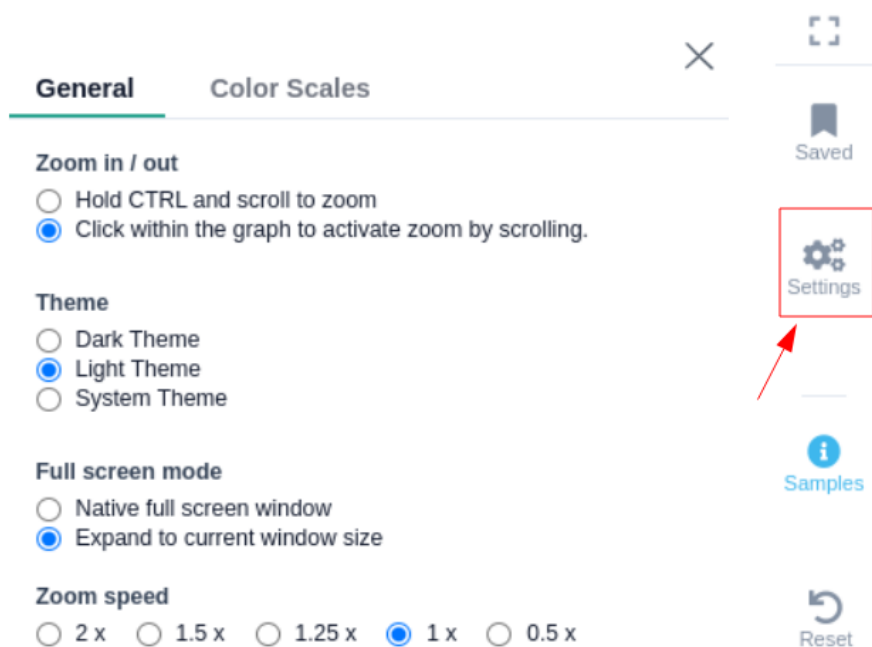 General
Color Scales
Zoom in / out
Hold CTRL and scroll to zoom
Click within the graph to activate zoom by scrolling.
Theme
Dark Theme
Light Theme
System Theme
Full screen mode
Native full screen window
Expand to current window size
Zoom speed
2 x 1.5 x 1.25 x 1 x 0.5 x
Saved
Settings
Samples
Reset